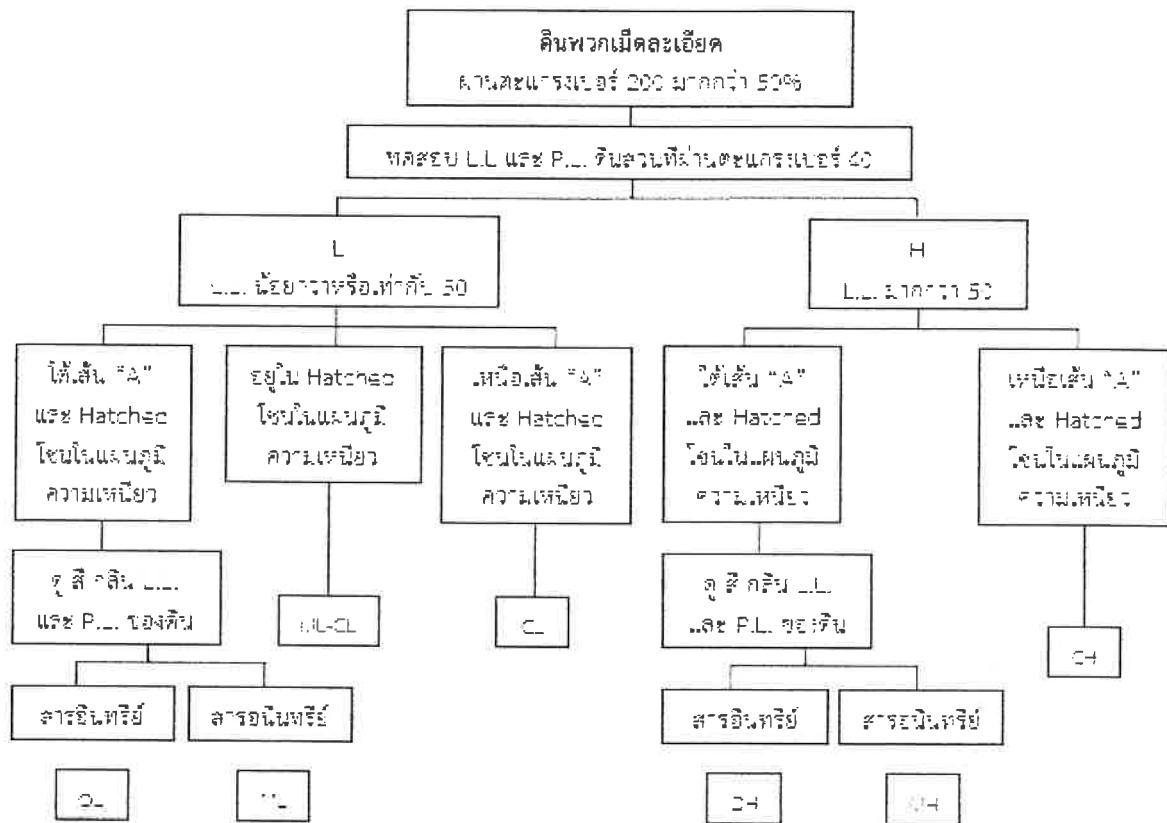 ดินพวกเม็ดละเอียด
ผ่านตะแกรงเบอร์ 200 มากกว่า 50%
ทดสอบ L.L และ P.L. ดินส่วนที่ผ่านตะแกรงเบอร์ 40
L
L.L. น้อยกว่าหรือเท่ากับ 50
H
L.L. มากกว่า 50
ใต้เส้น "A"
และ Hatched
โซนในแผนภูมิ
ความเหนียว
อยู่ใน Hatched
โซนในแผนภูมิ
ความเหนียว
เหนือเส้น "A"
และ Hatched
โซนในแผนภูมิ
ความเหนียว
ใต้เส้น "A"
และ Hatched
โซนในแผนภูมิ
ความเหนียว
เหนือเส้น "A"
และ Hatched
โซนในแผนภูมิ
ความเหนียว
ดู สี กลิ่น L.L.
และ P.L. ของดิน
ML-CL
CL
ดู สี กลิ่น L.L.
และ P.L. ของดิน
CH
สารอินทรีย์
สารอนินทรีย์
สารอินทรีย์
สารอนินทรีย์
OL
ML
OH
MH